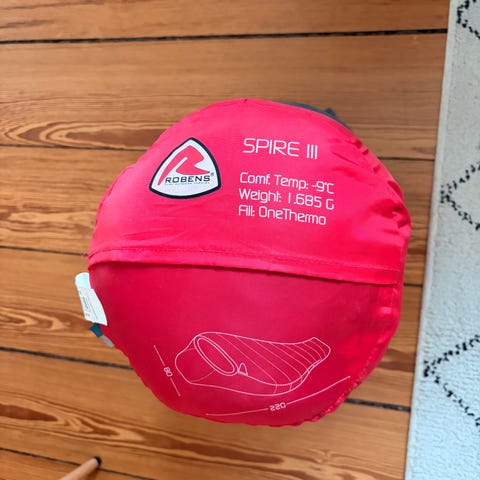 ROBENS®
SPIRE III
Comf. Temp: -9°C
Weight: 1.685 G
Fill: OneThermo
80
220